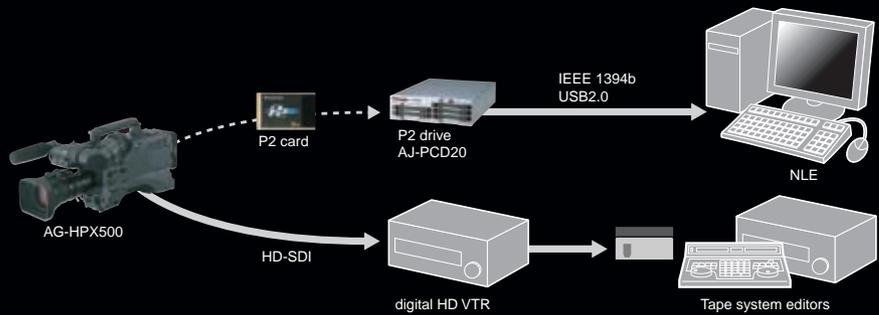 IEEE 1394b
USB2.0
P2 card
P2 drive
AJ-PCD20
NLE
AG-HPX500
HD-SDI
digital HD VTR
Tape system editors